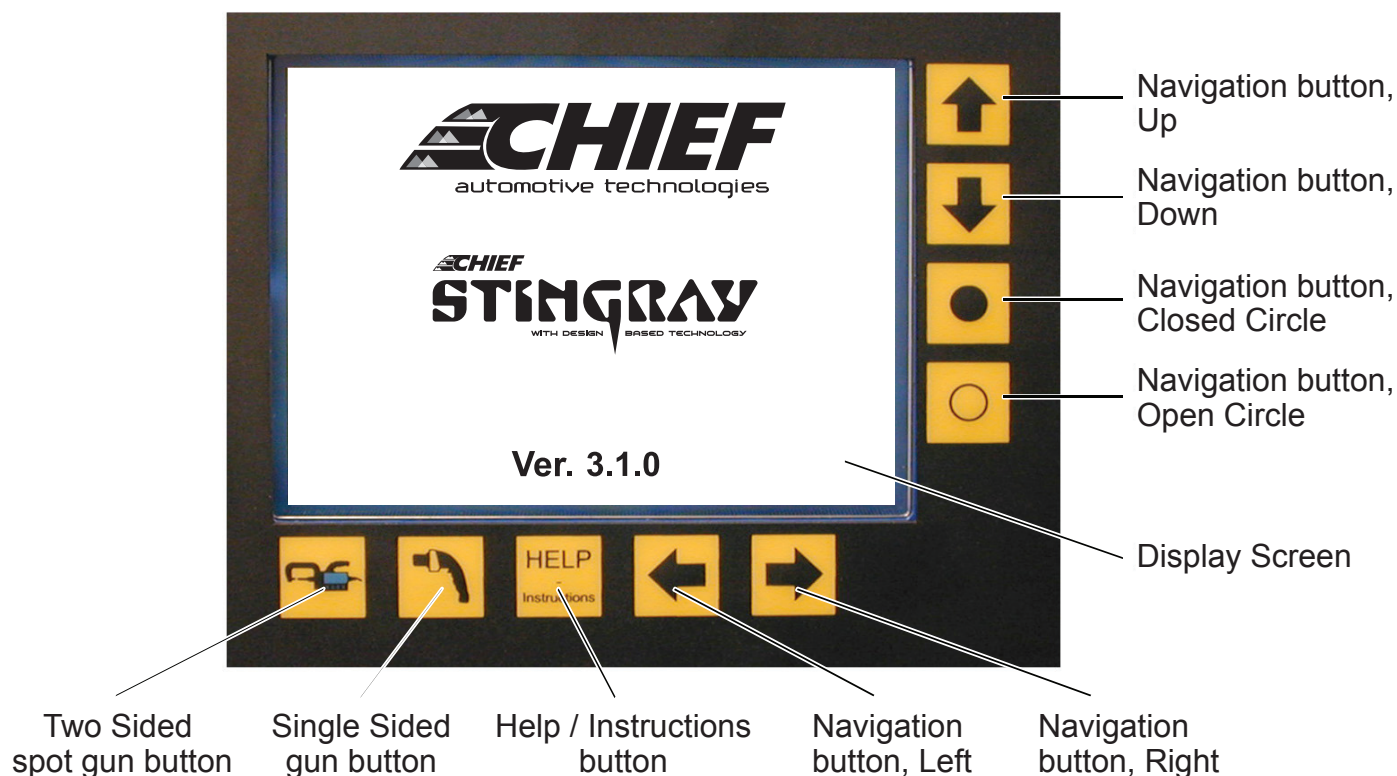 CHIEF
automotive technologies
CHIEF
STINGRAY
WITH DESIGN BASED TECHNOLOGY
Ver. 3.1.0
HELP
-
Instructions
Navigation button,
Up
Navigation button,
Down
Navigation button,
Closed Circle
Navigation button,
Open Circle
Display Screen
Two Sided
spot gun button
Single Sided
gun button
Help / Instructions
button
Navigation
button, Left
Navigation
button, Right